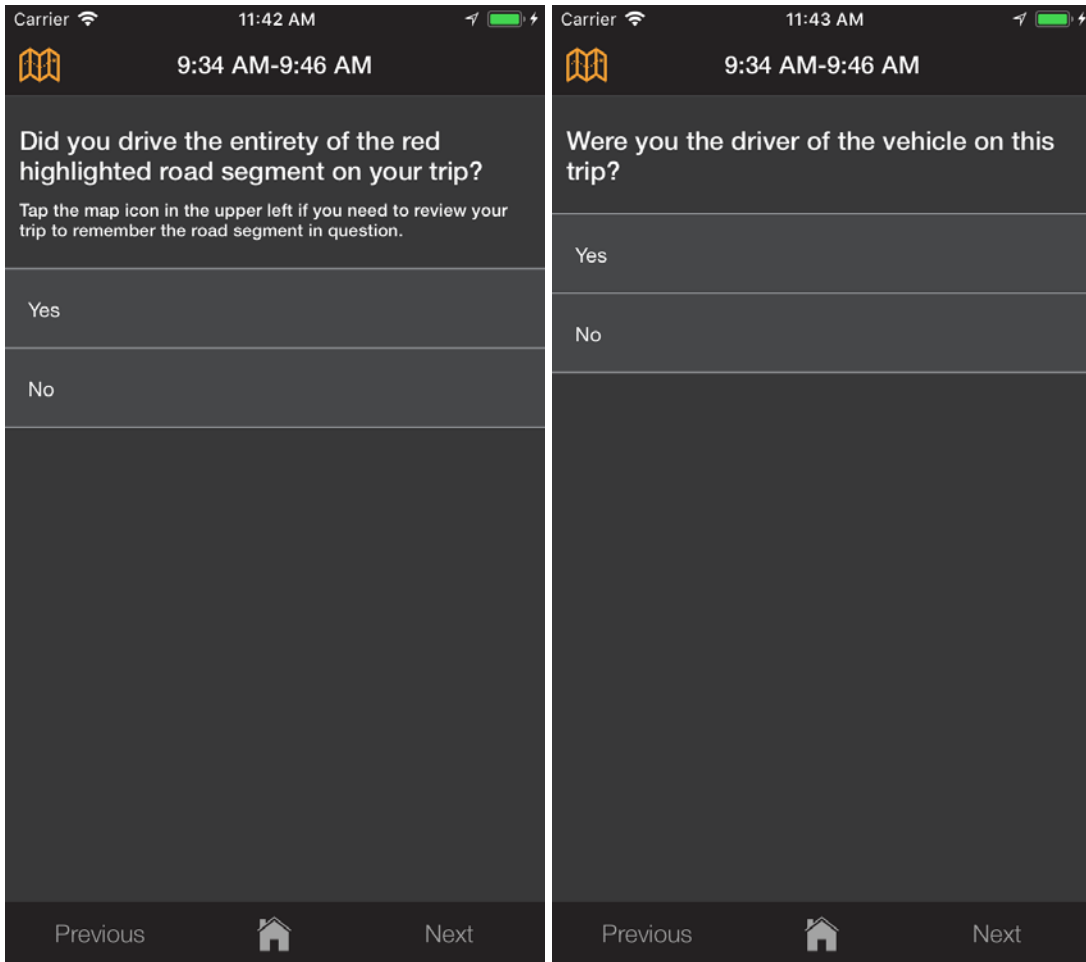 Carrier 11:42 AM
9:34 AM-9:46 AM
Did you drive the entirety of the red
highlighted road segment on your trip?
Tap the map icon in the upper left if you need to review your
trip to remember the road segment in question.
Yes
No
Previous Next
Carrier 11:43 AM
9:34 AM-9:46 AM
Were you the driver of the vehicle on this
trip?
Yes
No
Previous Next